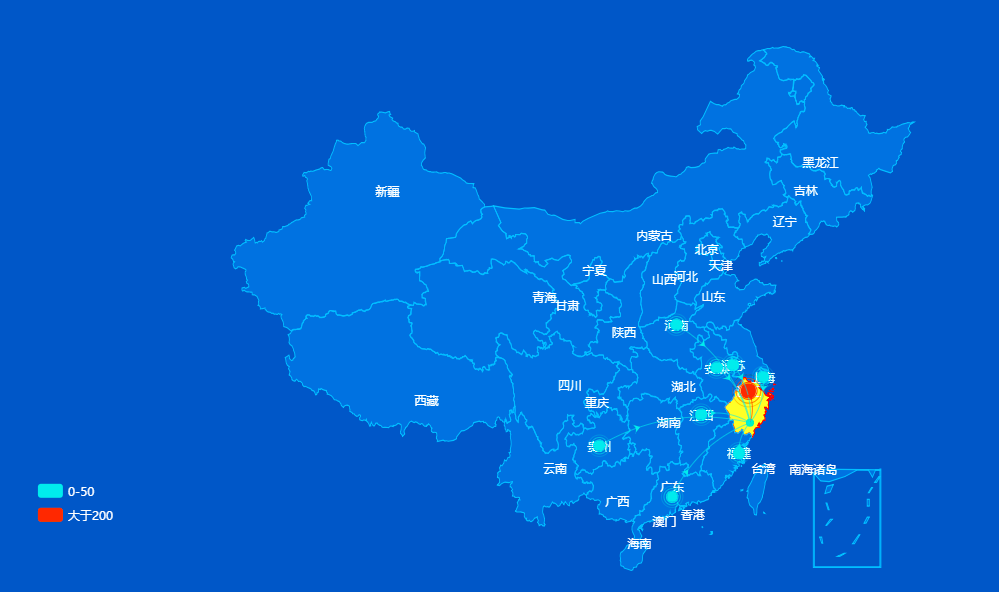 黑龙江
新疆
吉林
辽宁
内蒙古
北京
天津
宁夏
山西
河北
青海
甘肃
山东
河南
陕西
四川
湖北
重庆
西藏
湖南
云南
台湾
南海诸岛
广东
广西
澳门
香港
海南
0-50
大于200